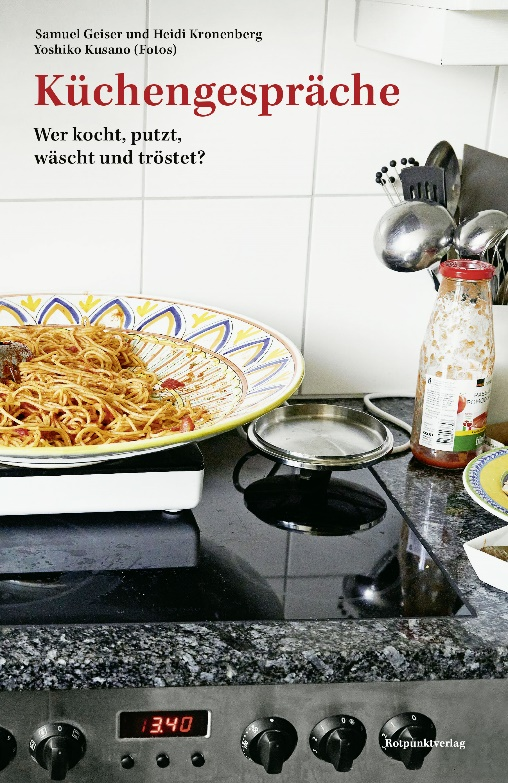 Samuel Geiser und Heidi Kronenberg
Yoshiko Kusano (Fotos)
Küchengespräche
Wer kocht, putzt,
wäscht und tröstet?
13.40
Rotpunktverlag